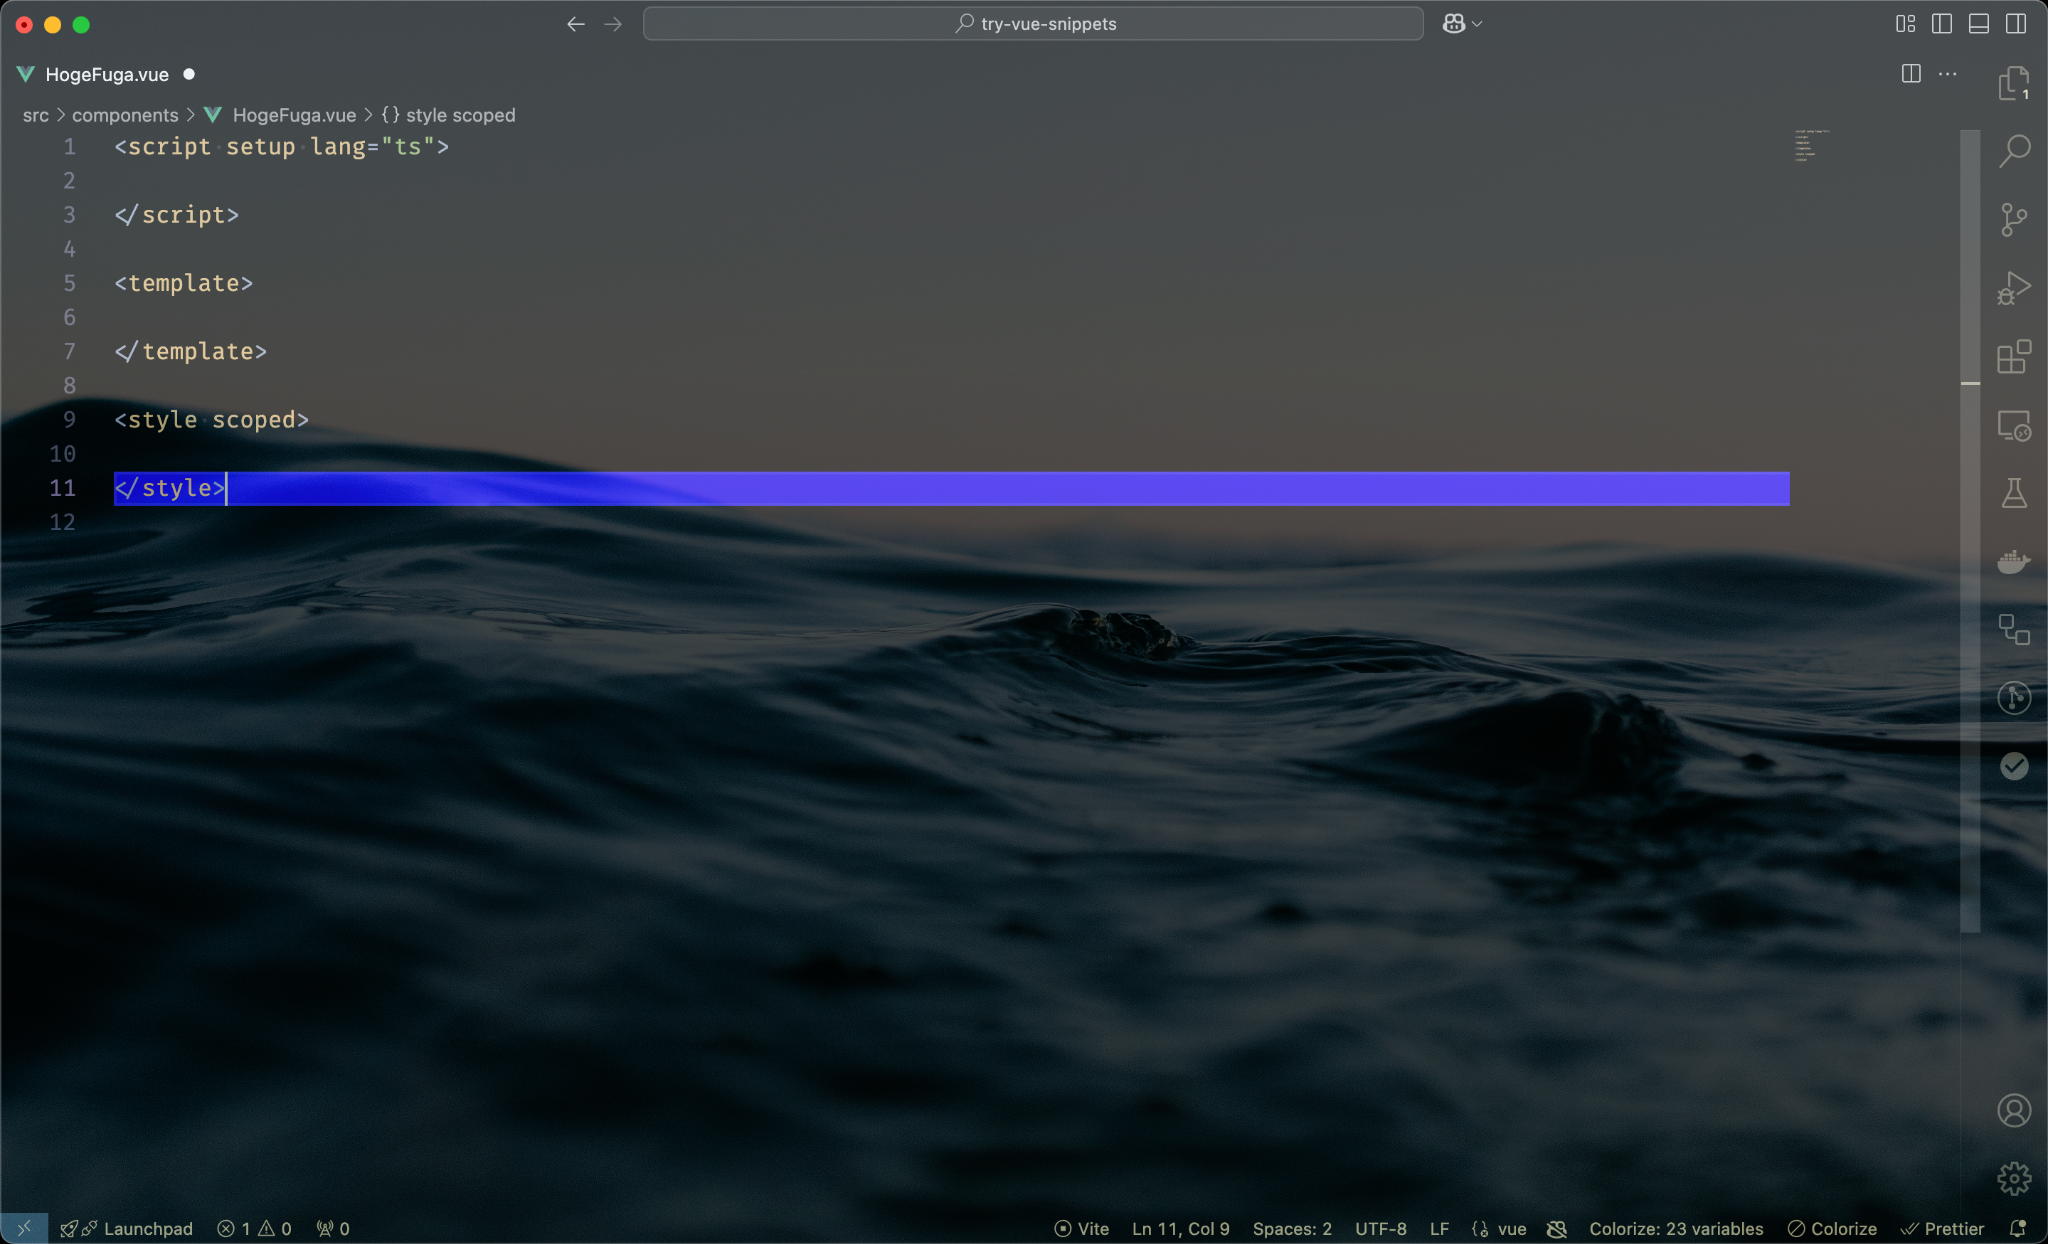 try-vue-snippets
HogeFuga.vue
src > components > HogeFuga.vue > {} style scoped
1 <script setup lang="ts">
2
3 </script>
4
5 <template>
6
7 </template>
8
9 <style scoped>
10
11 </style>
12
1
Launchpad 1 0 0 Vite Ln 11, Col 9 Spaces: 2 UTF-8 LF vue Colorize: 23 variables Colorize Prettier